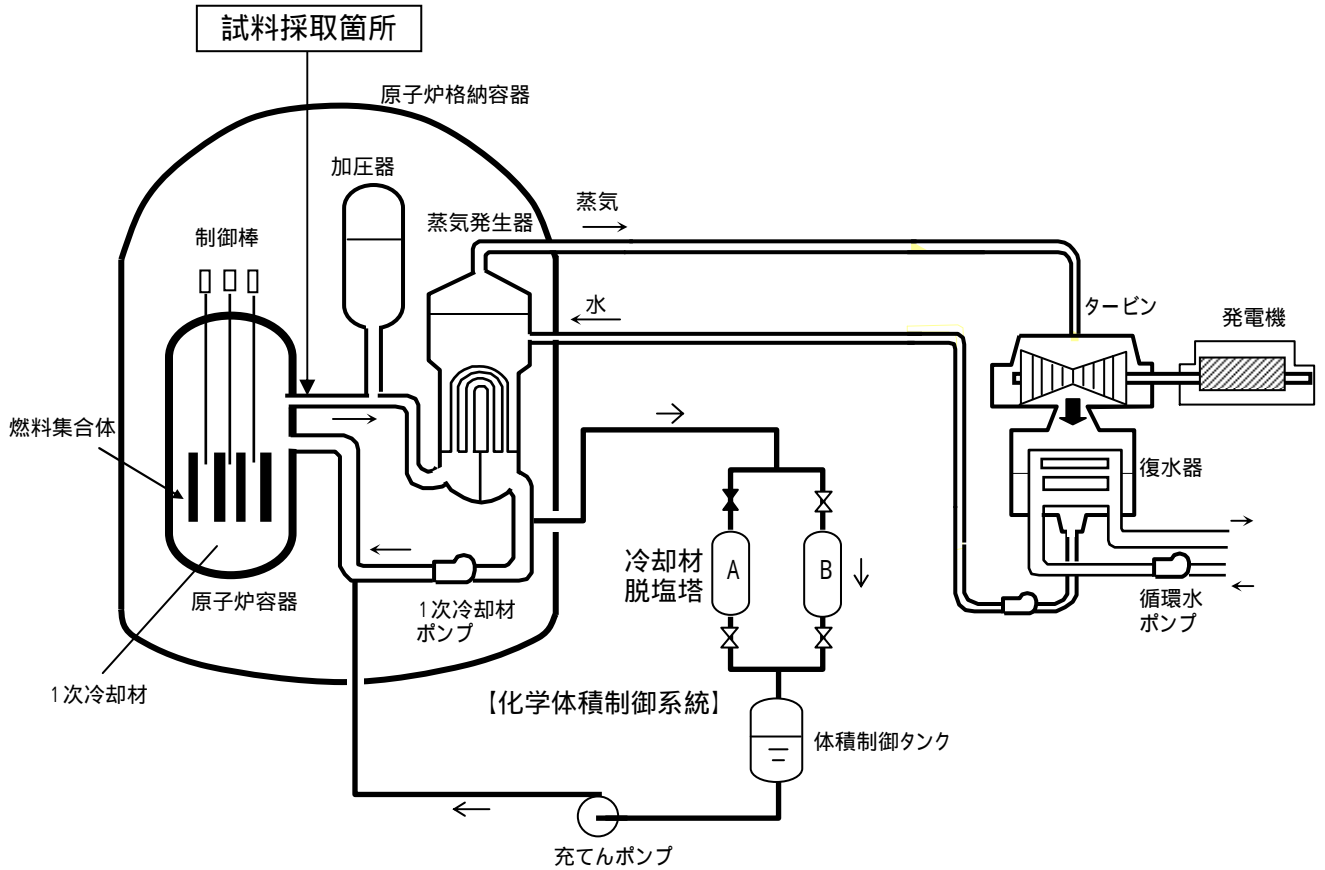 試料採取箇所
原子炉格納容器
加圧器
蒸気発生器
蒸気
制御棒
水
タービン
発電機
燃料集合体
復水器
冷却材
脱塩塔
A
B
原子炉容器
1次冷却材
ポンプ
循環水
ポンプ
1次冷却材
【化学体積制御系統】
体積制御タンク
充てんポンプ